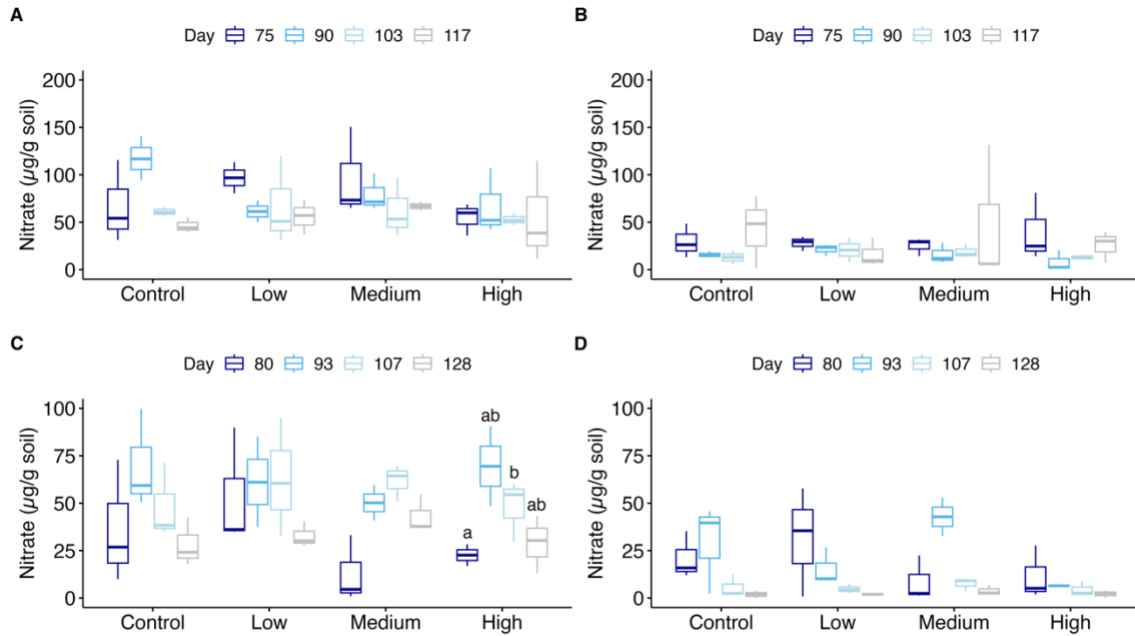 A
Day 75 90 103 117
200
150
100
50
0
Nitrate (µg/g soil)
Control Low Medium High
B
Day 75 90 103 117
200
150
100
50
0
Nitrate (µg/g soil)
Control Low Medium High
C
Day 80 93 107 128
100
75
50
25
0
Nitrate (µg/g soil)
ab
b
ab
a
Control Low Medium High
D
Day 80 93 107 128
100
75
50
25
0
Nitrate (µg/g soil)
Control Low Medium High